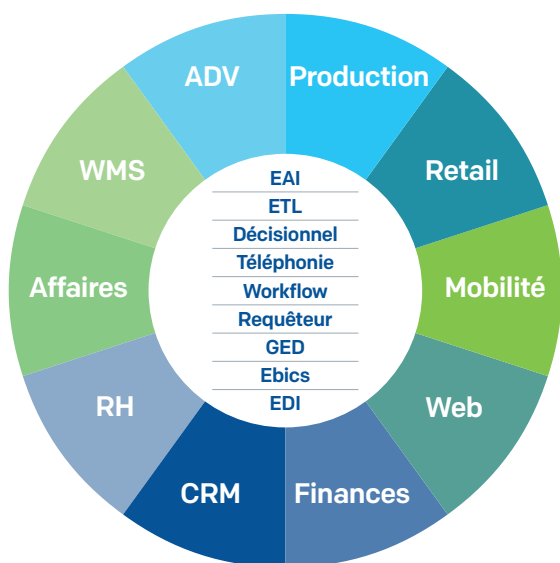 ADV
Production
WMS
Retail
EAI
ETL
Décisionnel
Téléphonie
Workflow
Requêteur
GED
Ebics
EDI
Affaires
Mobilité
RH
Web
CRM
Finances